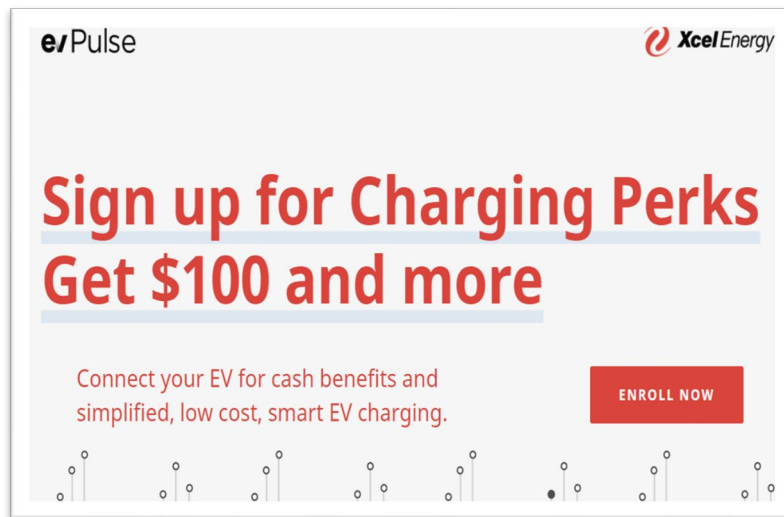 ev Pulse
Xcel Energy
Sign up for Charging Perks
Get $100 and more
Connect your EV for cash benefits and
simplified, low cost, smart EV charging.
ENROLL NOW